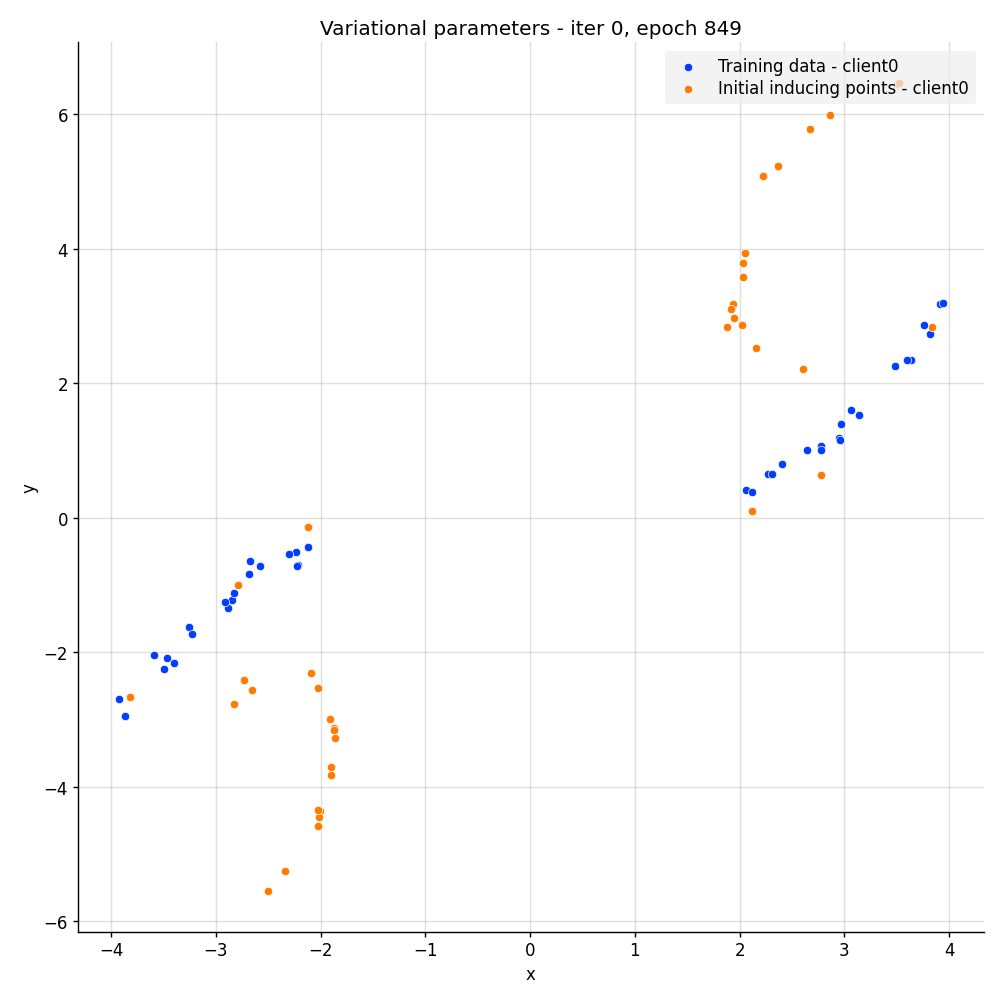 Variational parameters - iter 0, epoch 849
Training data - client0
Initial inducing points - client0
6
4
2
0
−2
−4
−6
y
−4 −3 −2 −1 0 1 2 3 4
x